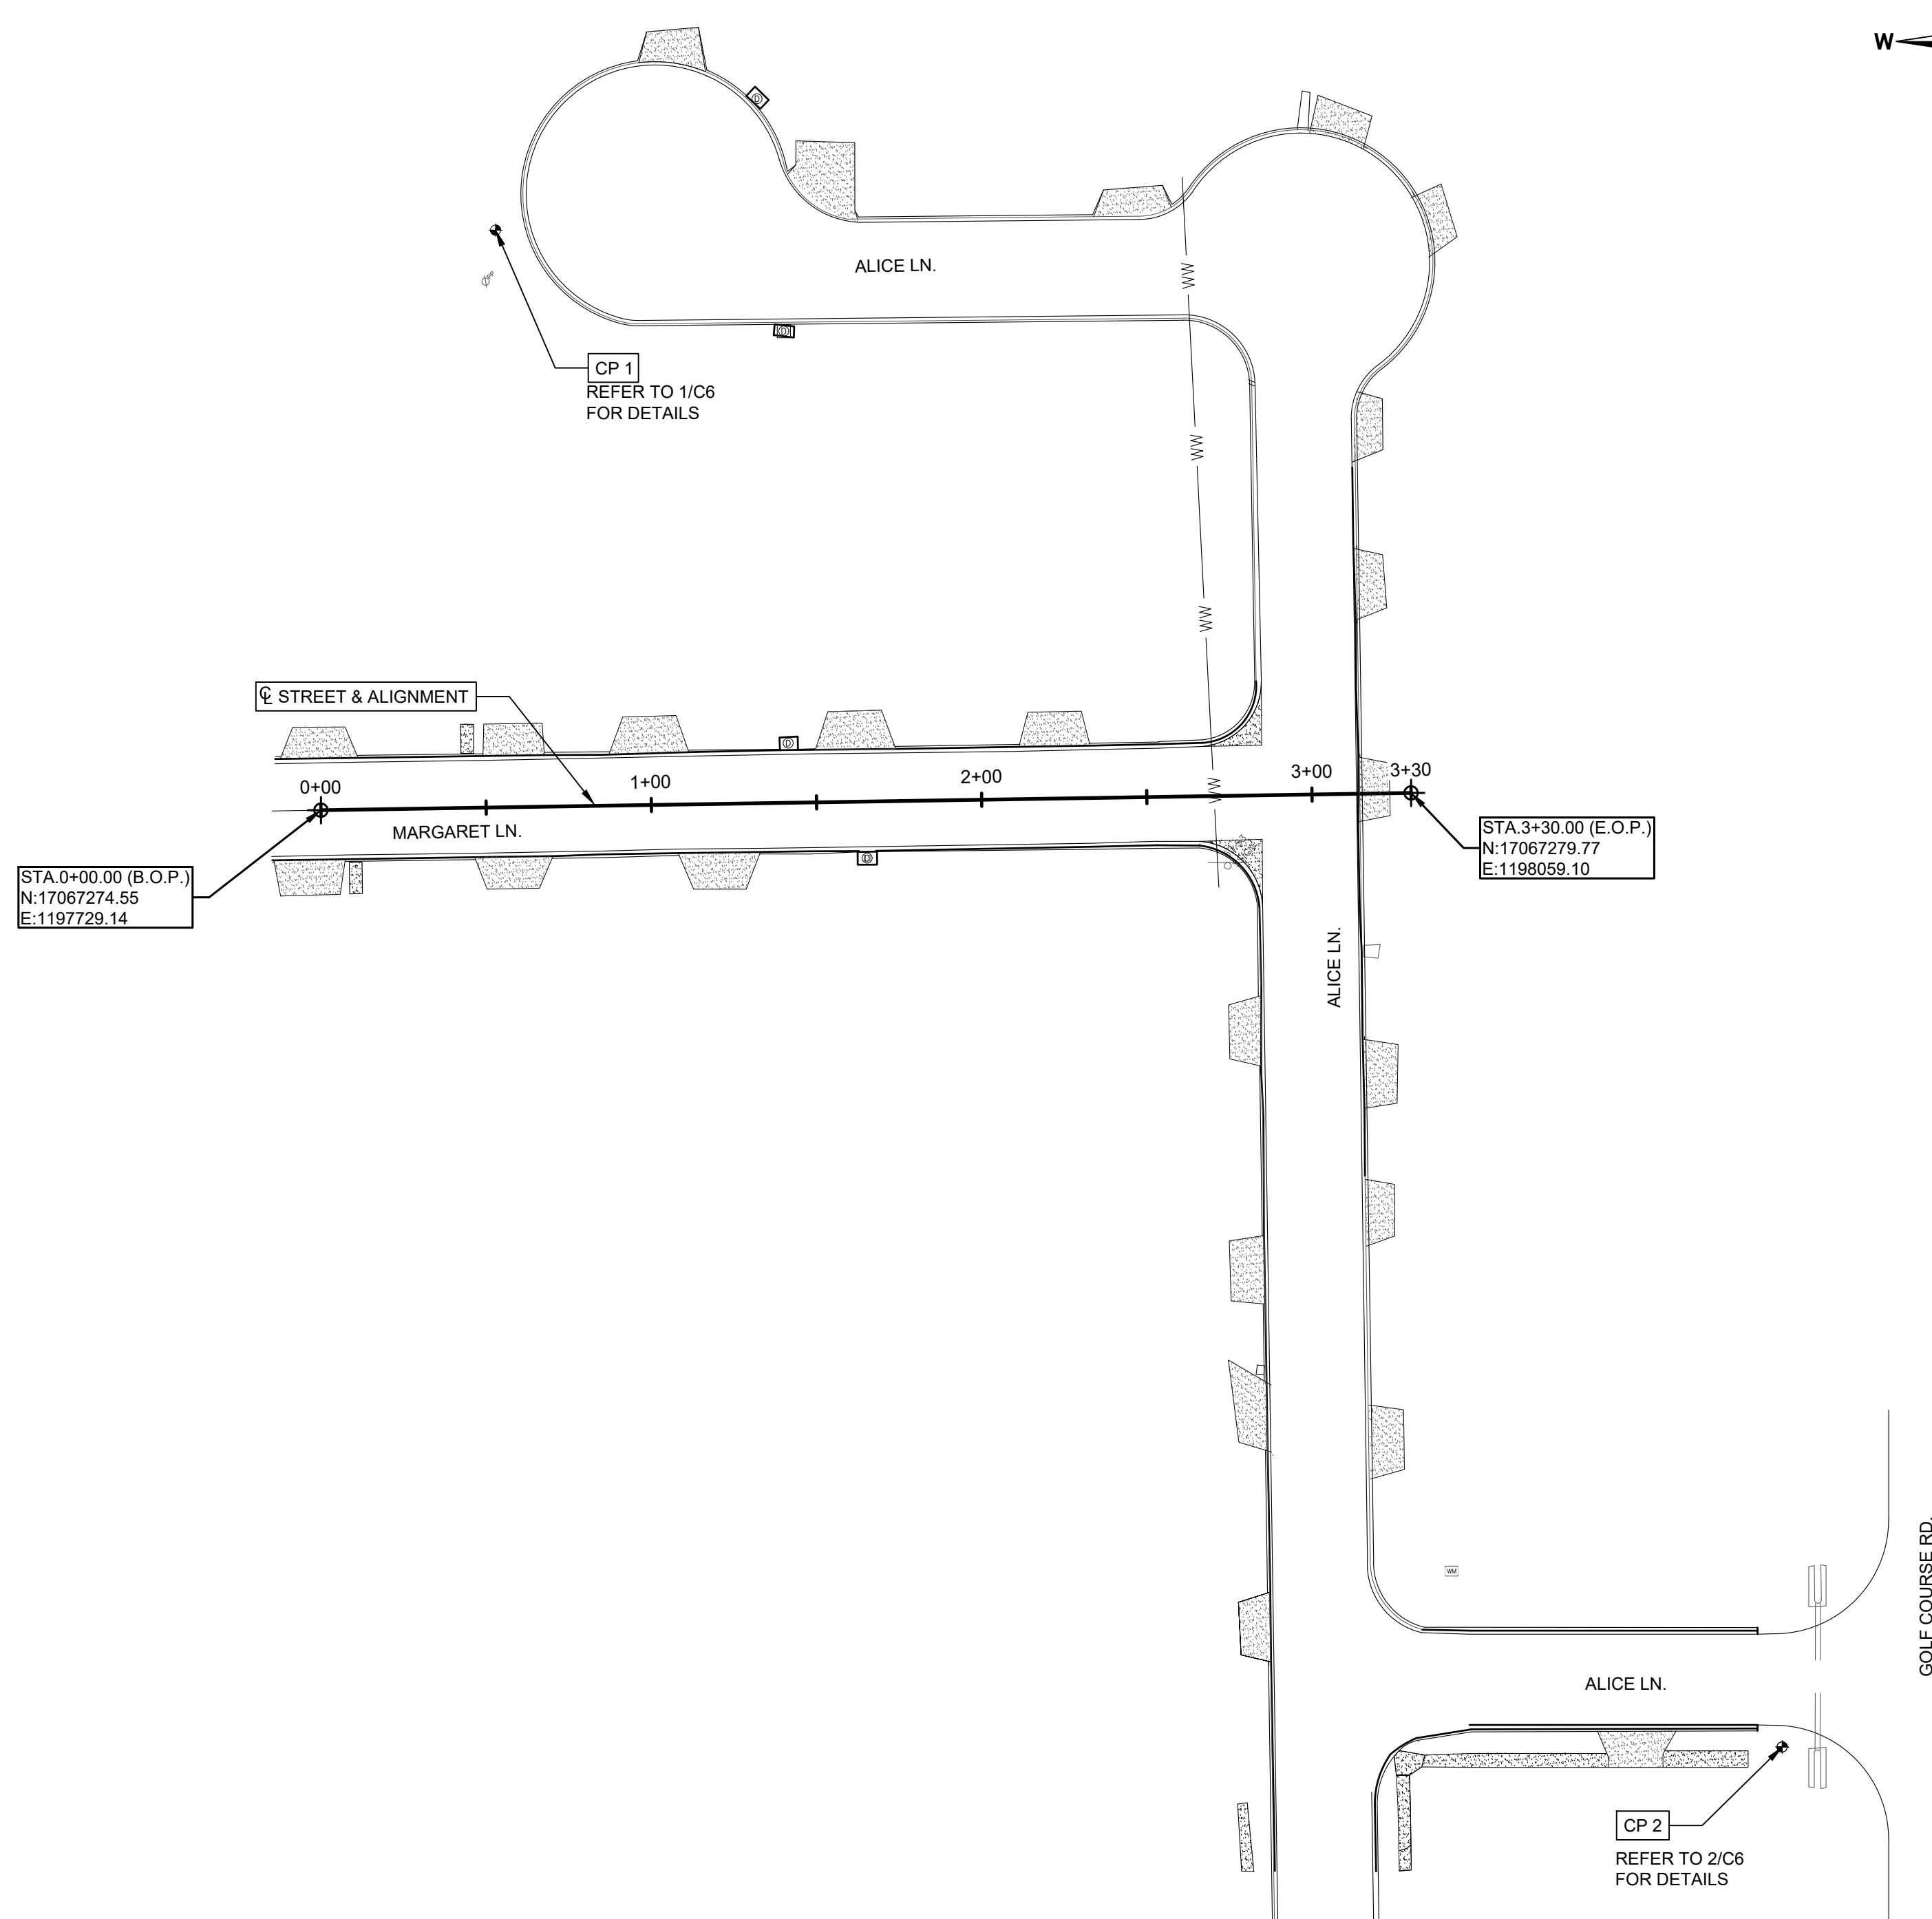 W
ALICE LN.
WW
CP 1
REFER TO 1/C6
FOR DETAILS
WW
WW
℄ STREET & ALIGNMENT
0+00
1+00
2+00
3+00
3+30
WW
MARGARET LN.
STA.3+30.00 (E.O.P.)
N:17067279.77
E:1198059.10
STA.0+00.00 (B.O.P.)
N:17067274.55
E:1197729.14
ALICE LN.
WM
GOLF COURSE RD.
ALICE LN.
CP 2
REFER TO 2/C6
FOR DETAILS
D
D
D
D